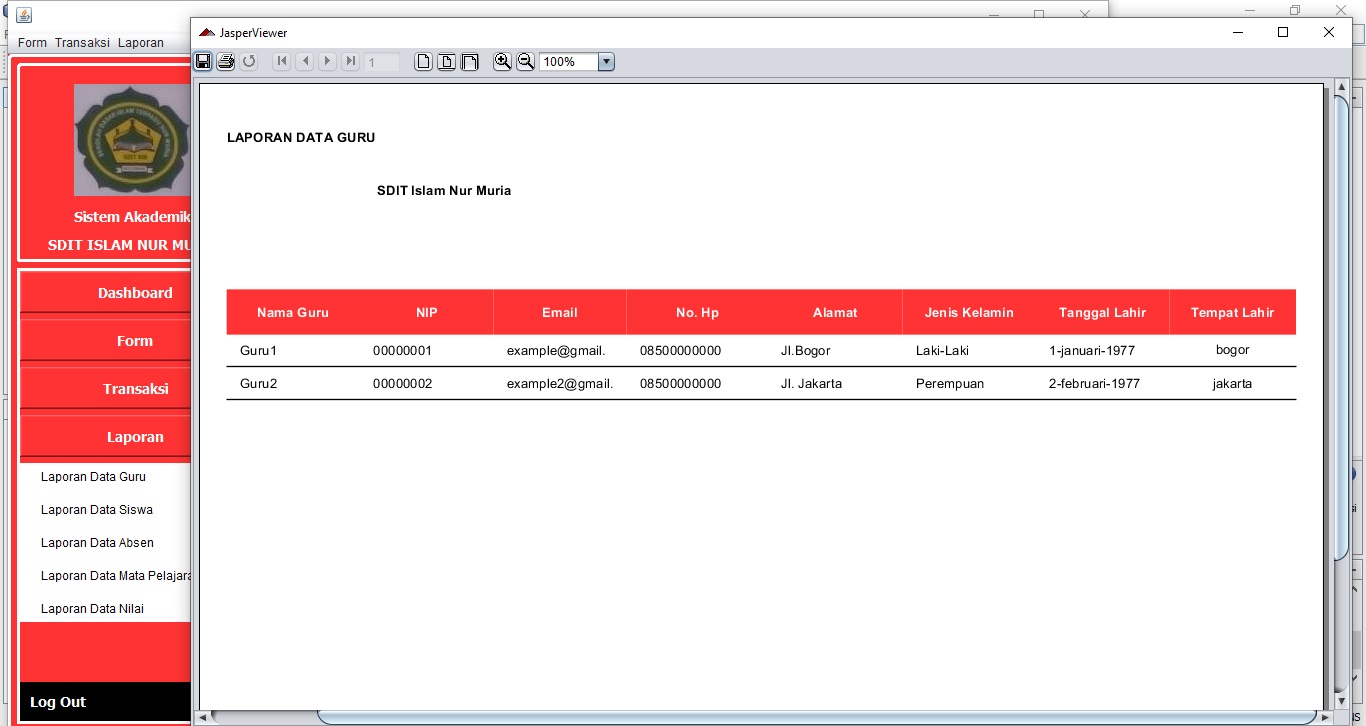 JasperViewer
Form Transaksi Laporan
1
100%
Sistem Akademik
SDIT ISLAM NUR MU
Dashboard
Form
Transaksi
Laporan
Laporan Data Guru
Laporan Data Siswa
Laporan Data Absen
Laporan Data Mata Pelajara
Laporan Data Nilai
Log Out
LAPORAN DATA GURU
SDIT Islam Nur Muria
Nama Guru NIP Email No. Hp Alamat Jenis Kelamin Tanggal Lahir Tempat Lahir
Guru1 00000001 example@gmail. 08500000000 Jl.Bogor Laki-Laki 1-januari-1977 bogor
Guru2 00000002 example2@gmail. 08500000000 Jl. Jakarta Perempuan 2-februari-1977 jakarta